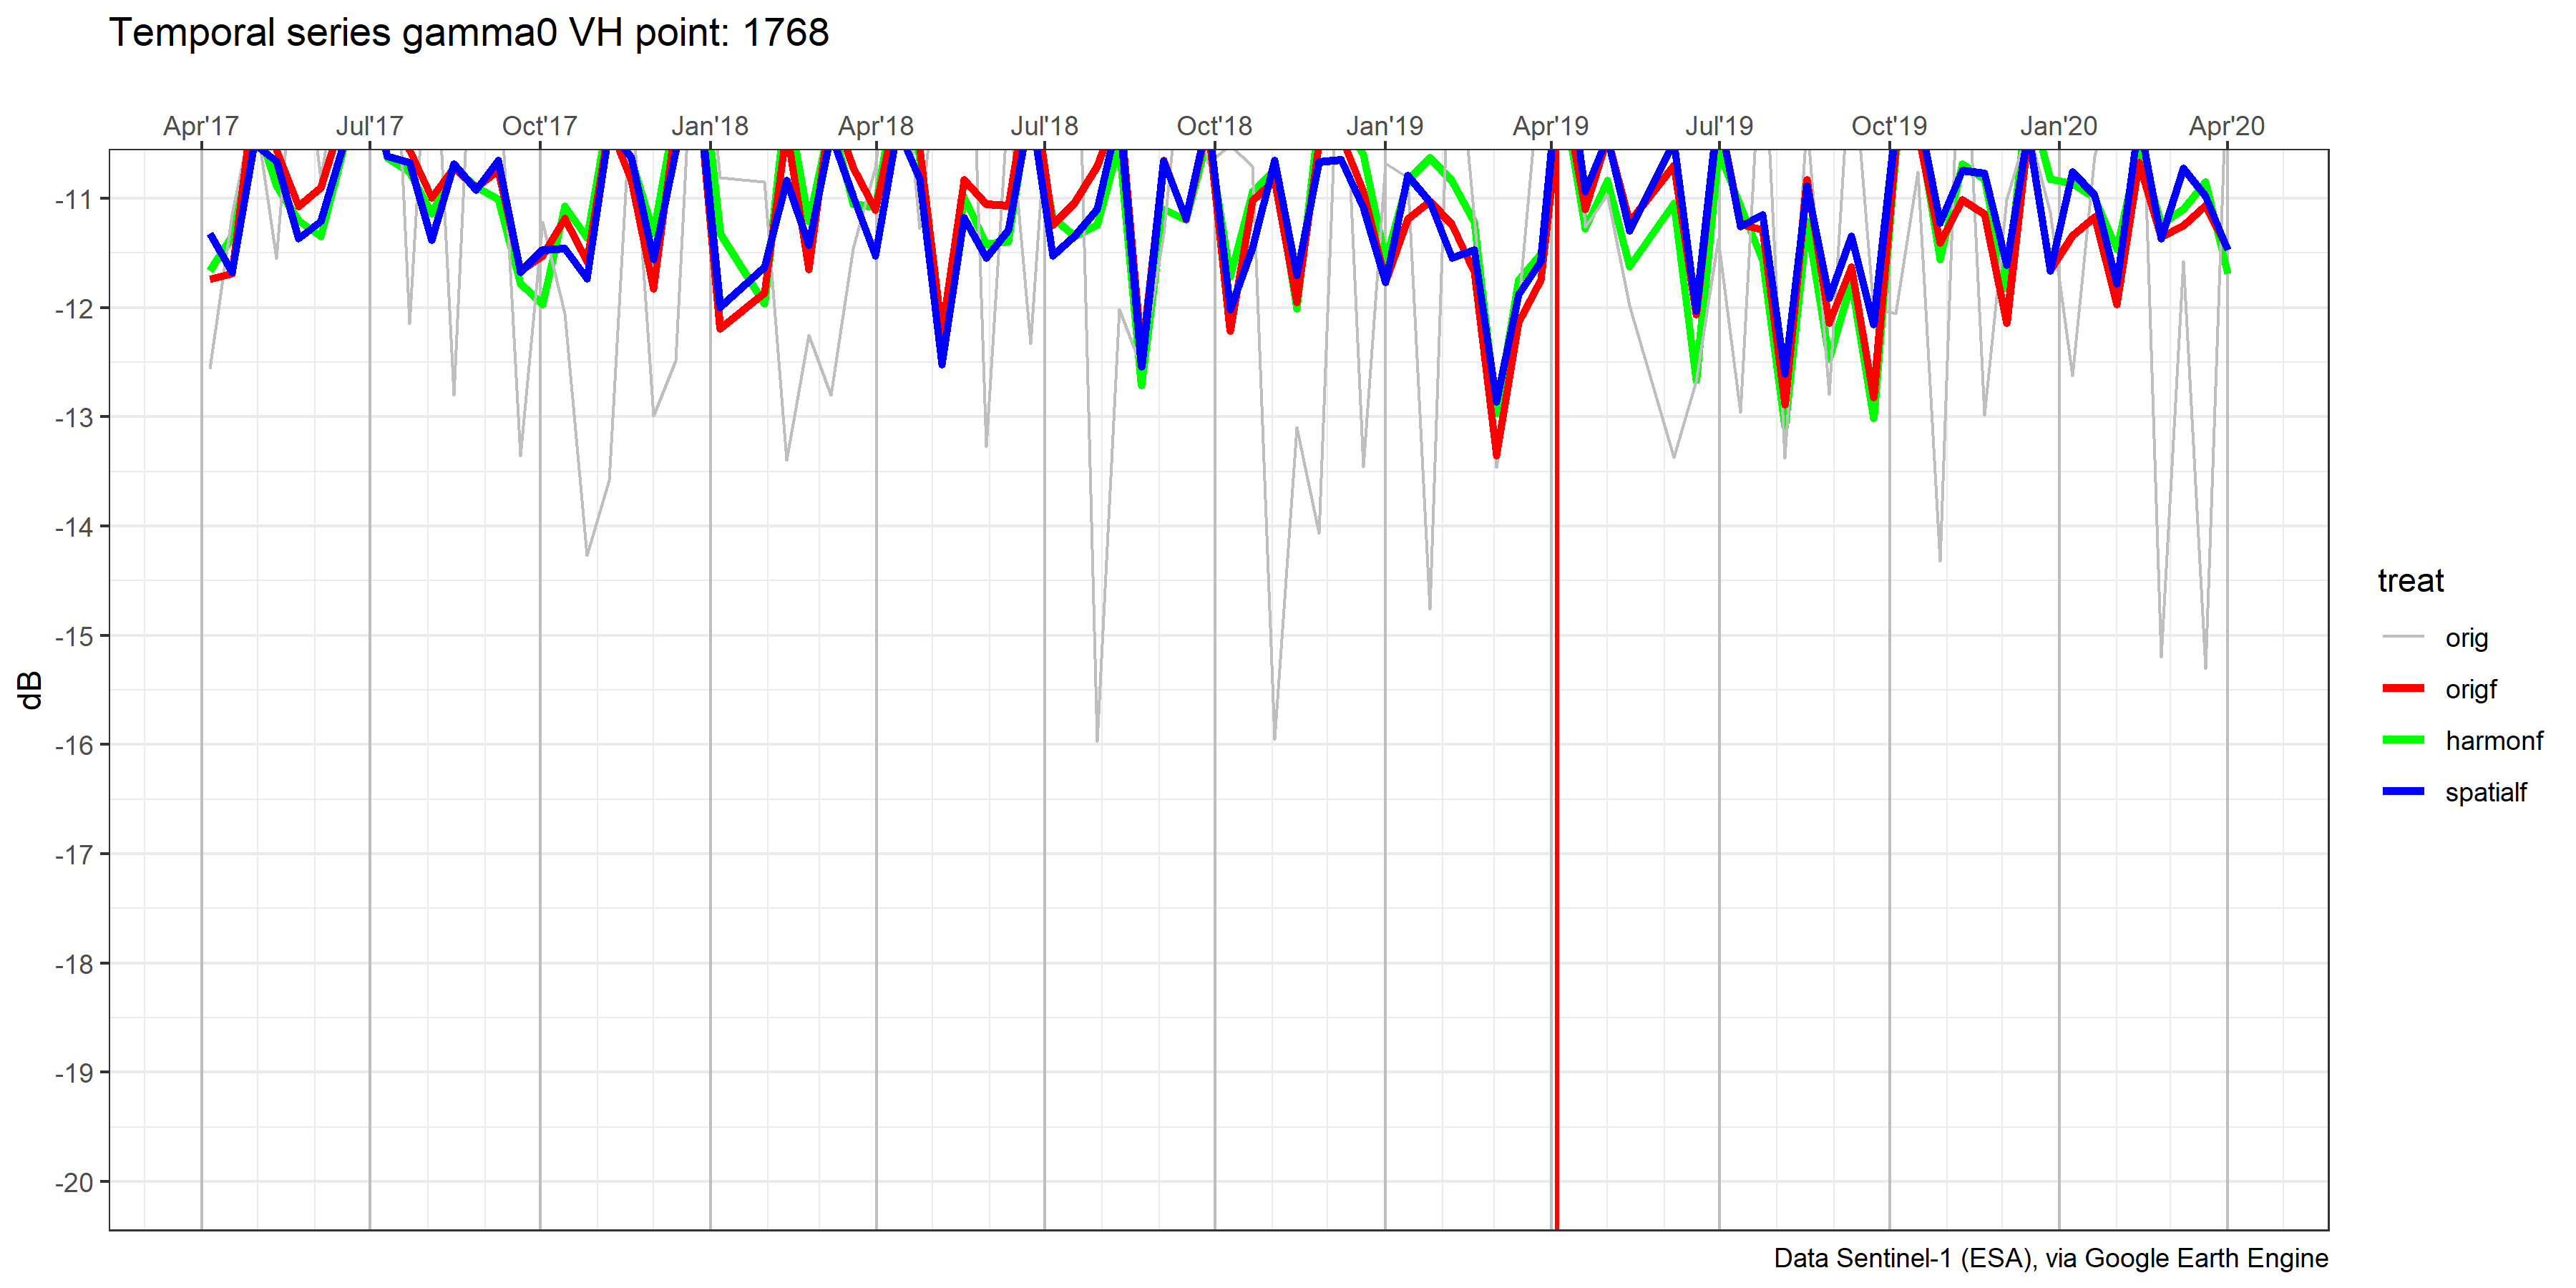 Temporal series gamma0 VH point: 1768
Apr'17 Jul'17 Oct'17 Jan'18 Apr'18 Jul'18 Oct'18 Jan'19 Apr'19 Jul'19 Oct'19 Jan'20 Apr'20
-11
-12
-13
-14
-15
-16
-17
-18
-19
-20
dB
treat
orig
origf
harmonf
spatialf
Data Sentinel-1 (ESA), via Google Earth Engine